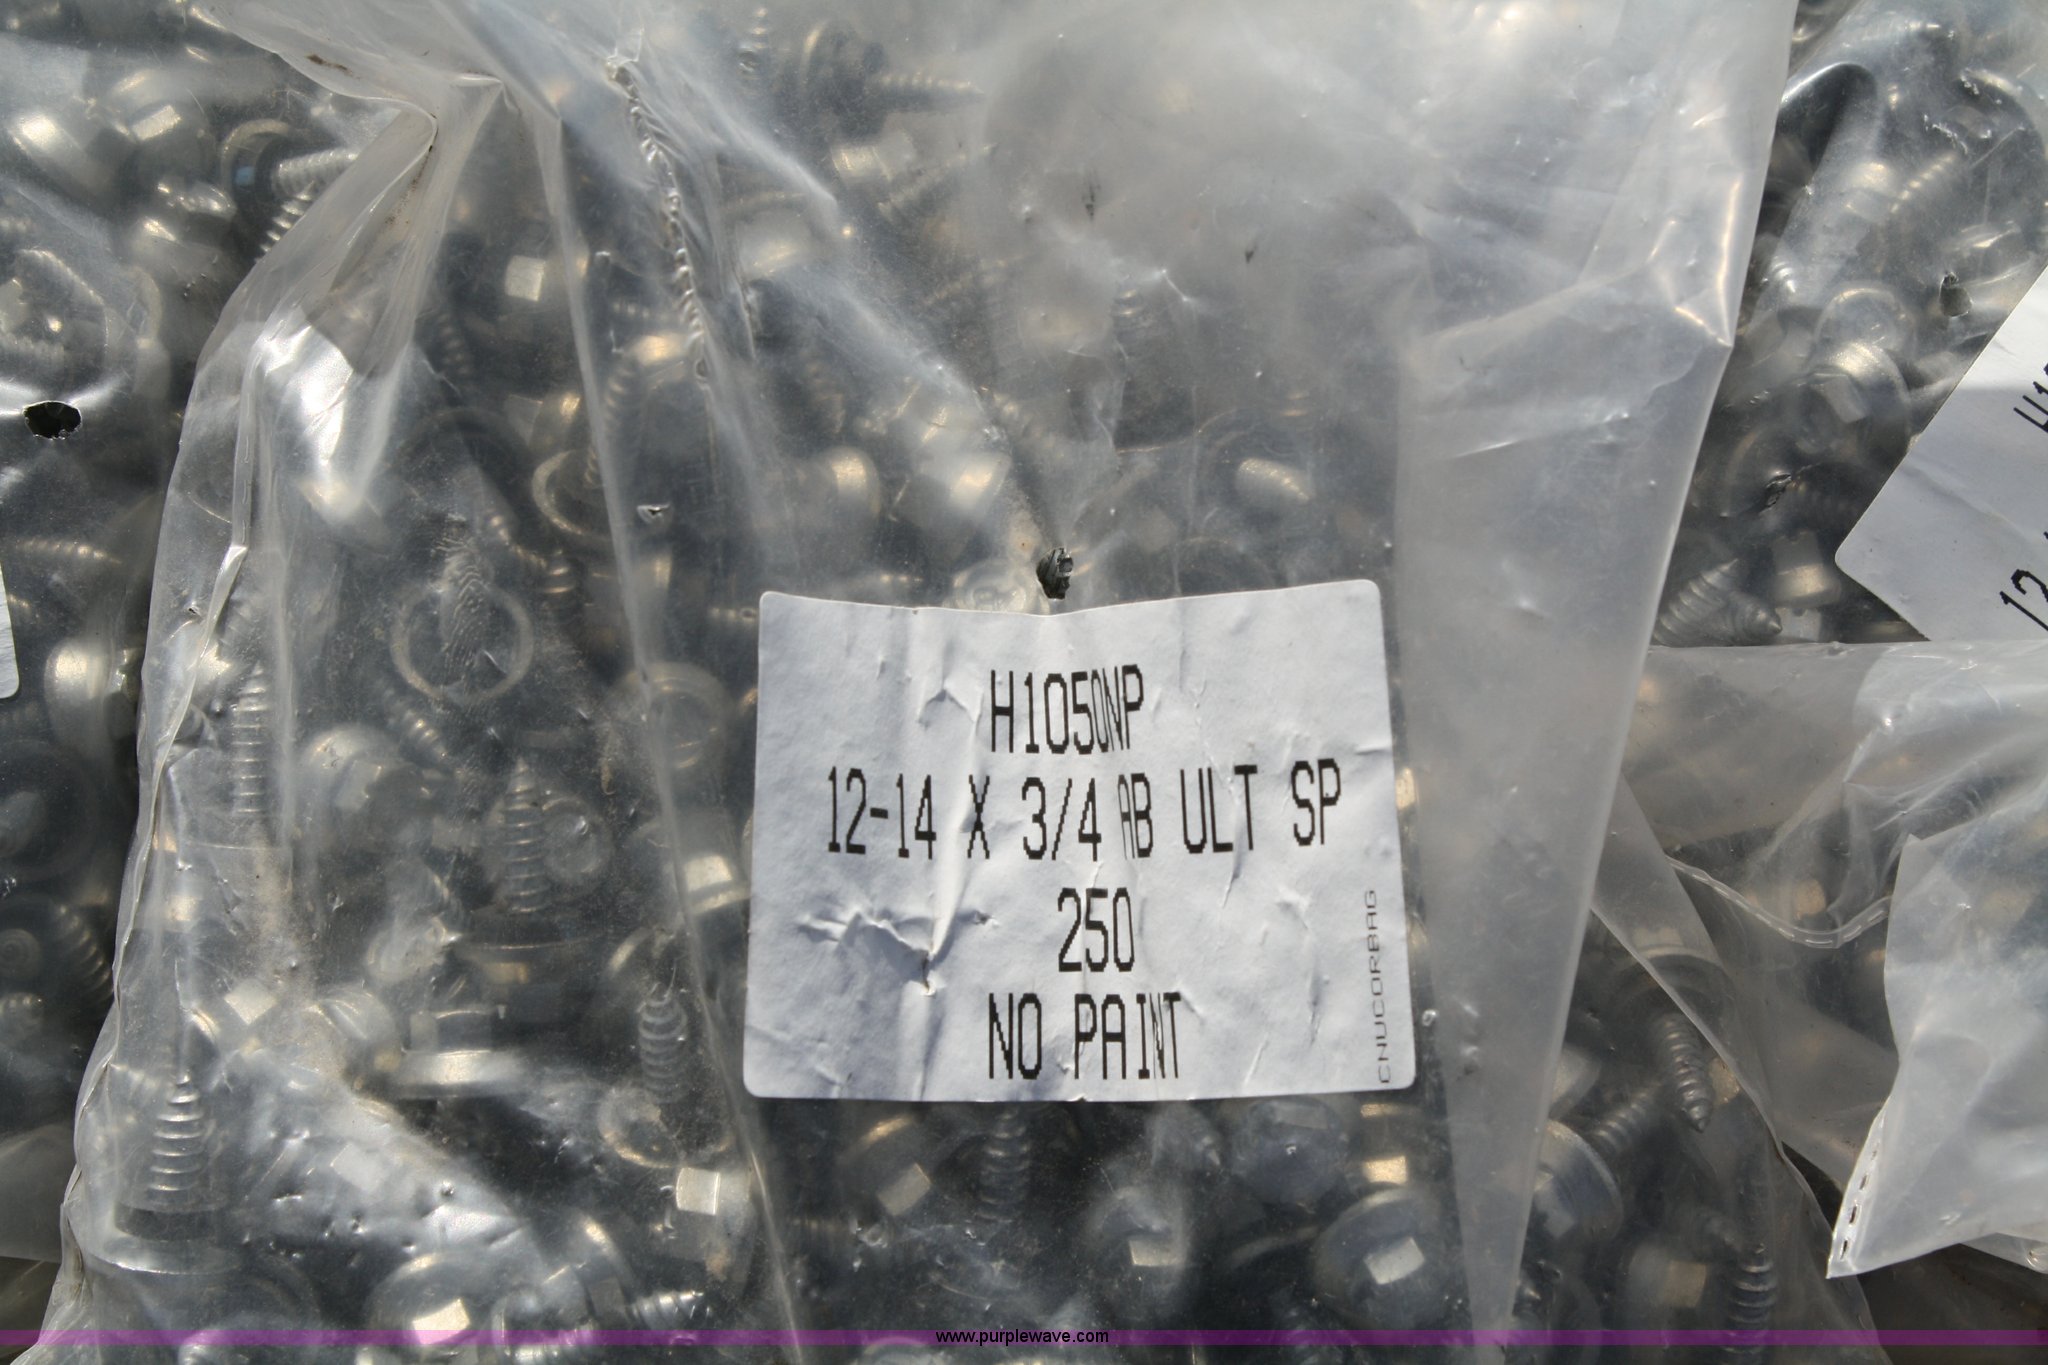 H1050NP
12-14 X 3/4 AB ULT SP
250
NO PAINT
CNUCORBAG
www.purplewave.com